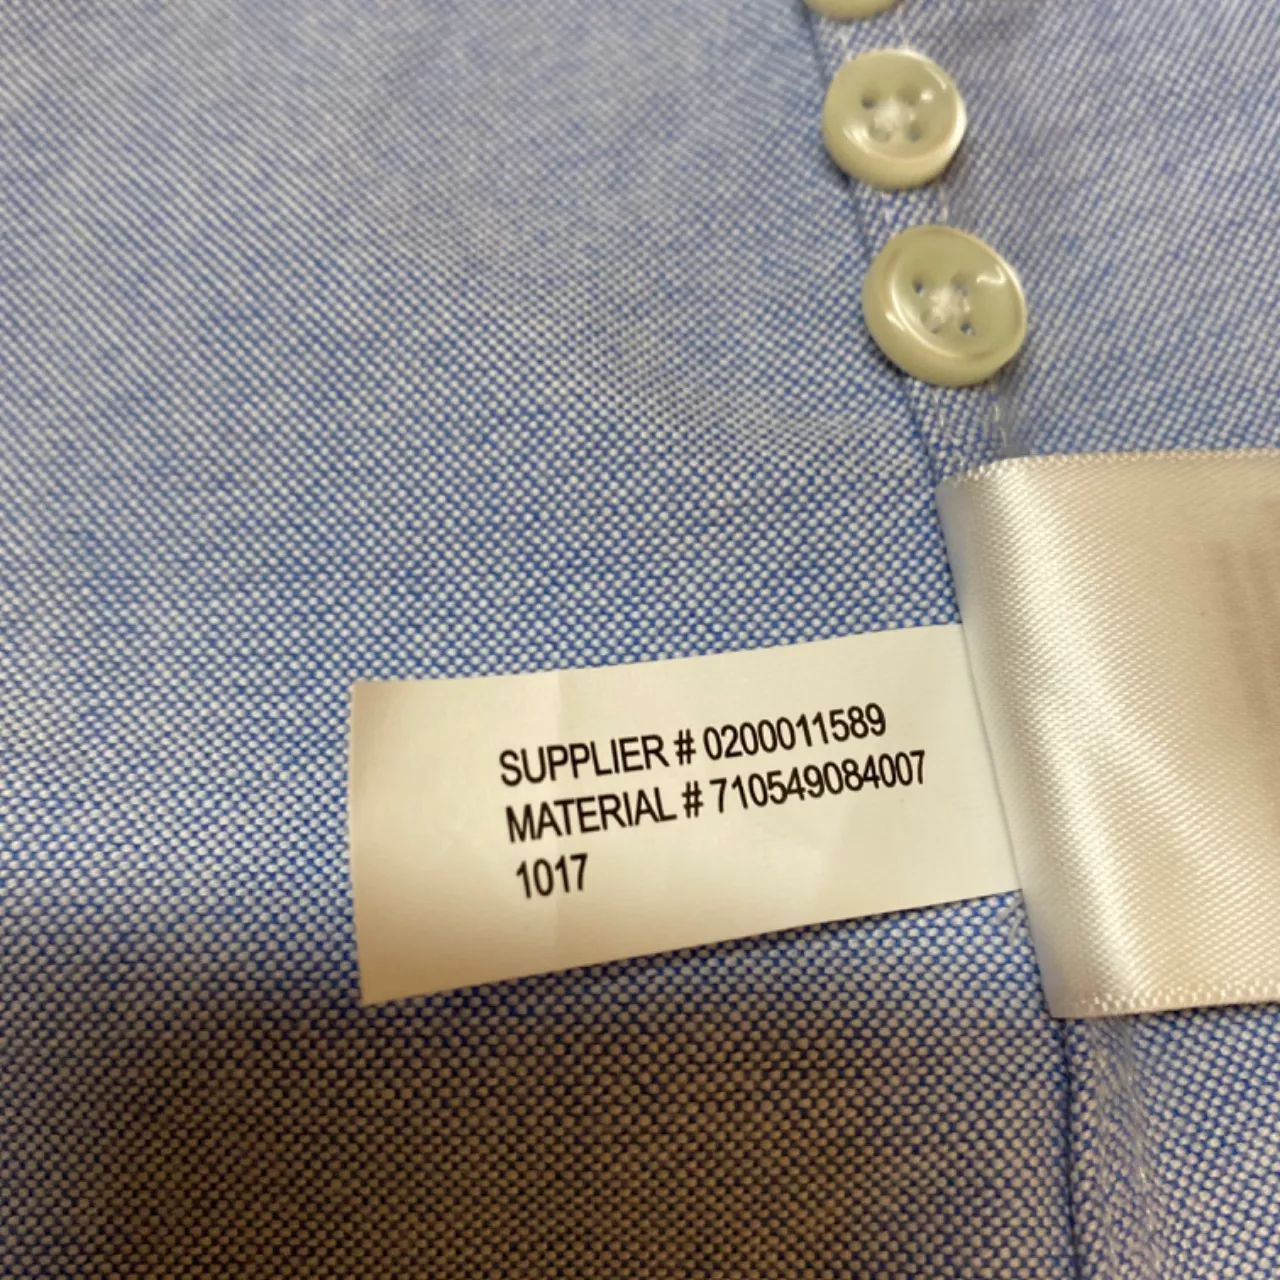 SUPPLIER # 0200011589
MATERIAL # 710549084007
1017